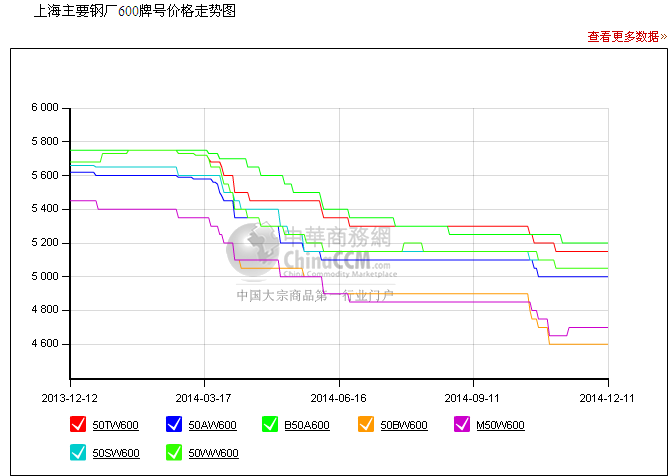 上海主要钢厂600牌号价格走势图
查看更多数据»
6 000
5 800
5 600
5 400
5 200
5 000
4 800
4 600
中華商務網
ChinaCCM.com
China Commodity Marketplace
中国大宗商品第一行业门户
2013-12-12 2014-03-17 2014-06-16 2014-09-11 2014-12-11
50TW600 50AW600 B50A600 50BW600 M50W600
50SW600 50WW600